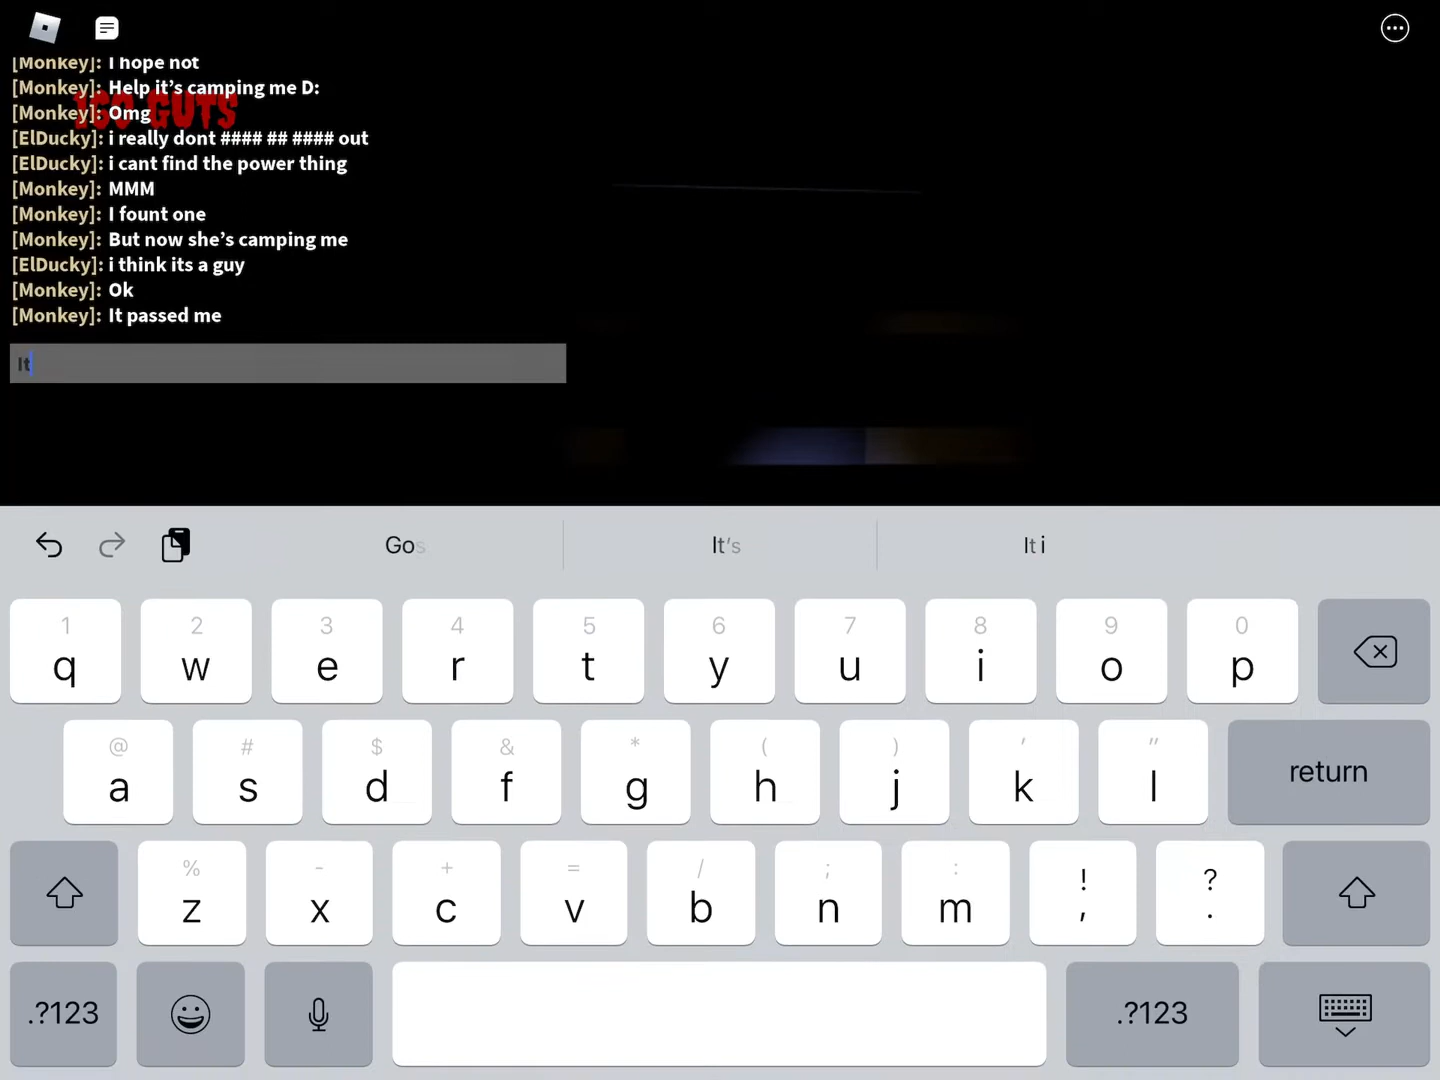 [Monkey]: I hope not
[Monkey]: Help it’s camping me D:
160 GUTS
[Monkey]: Omg
[ElDucky]: i really dont #### ## #### out
[ElDucky]: i cant find the power thing
[Monkey]: MMM
[Monkey]: I fount one
[Monkey]: But now she’s camping me
[ElDucky]: i think its a guy
[Monkey]: Ok
[Monkey]: It passed me
It
Gos It's It i
1 2 3 4 5 6 7 8 9 0
q w e r t y u i o p
@ # $ & * ( ) ' "
a s d f g h j k l return
% - + = / ; : ! ?
z x c v b n m , .
.?123 .?123